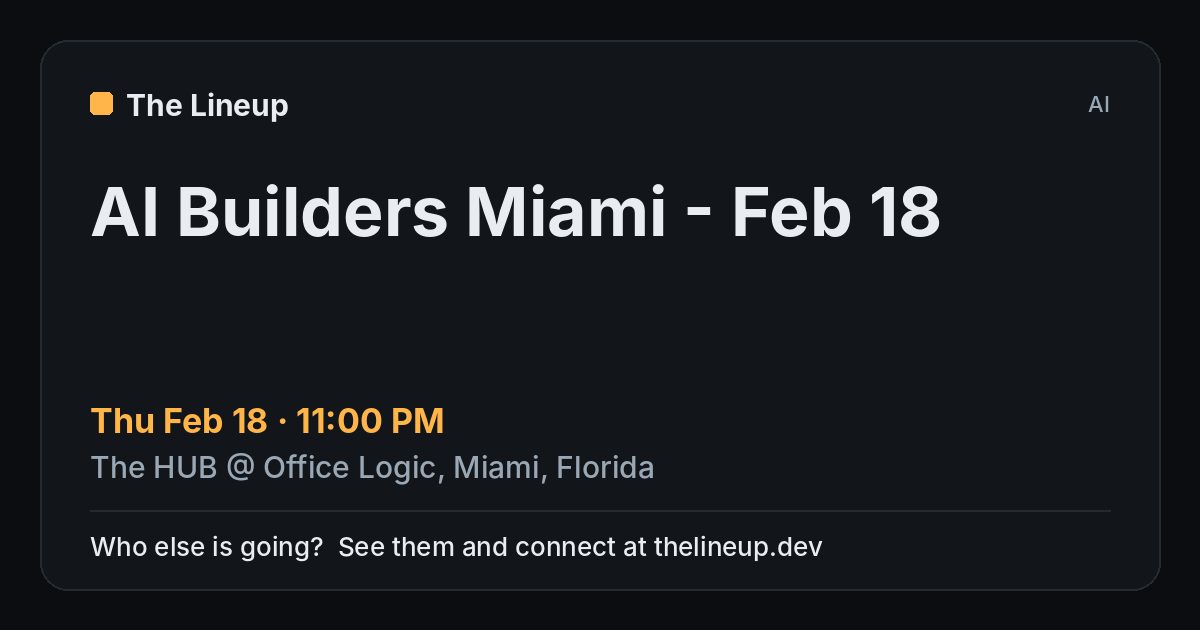 The Lineup
AI
AI Builders Miami - Feb 18
Thu Feb 18 · 11:00 PM
The HUB @ Office Logic, Miami, Florida
Who else is going?  See them and connect at thelineup.dev